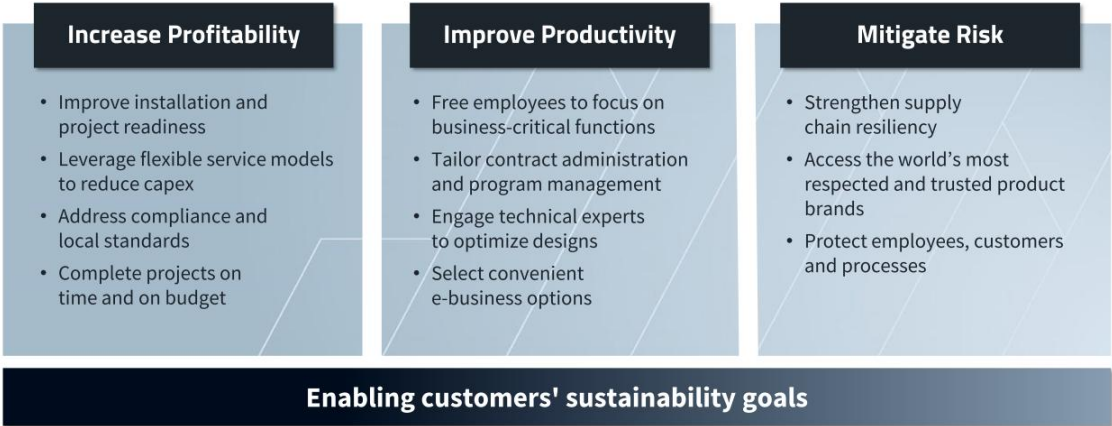 Increase Profitability
• Improve installation and
project readiness
• Leverage flexible service models
to reduce capex
• Address compliance and
local standards
• Complete projects on
time and on budget
Improve Productivity
• Free employees to focus on
business-critical functions
• Tailor contract administration
and program management
• Engage technical experts
to optimize designs
• Select convenient
e-business options
Mitigate Risk
• Strengthen supply
chain resiliency
• Access the world’s most
respected and trusted product
brands
• Protect employees, customers
and processes
Enabling customers' sustainability goals